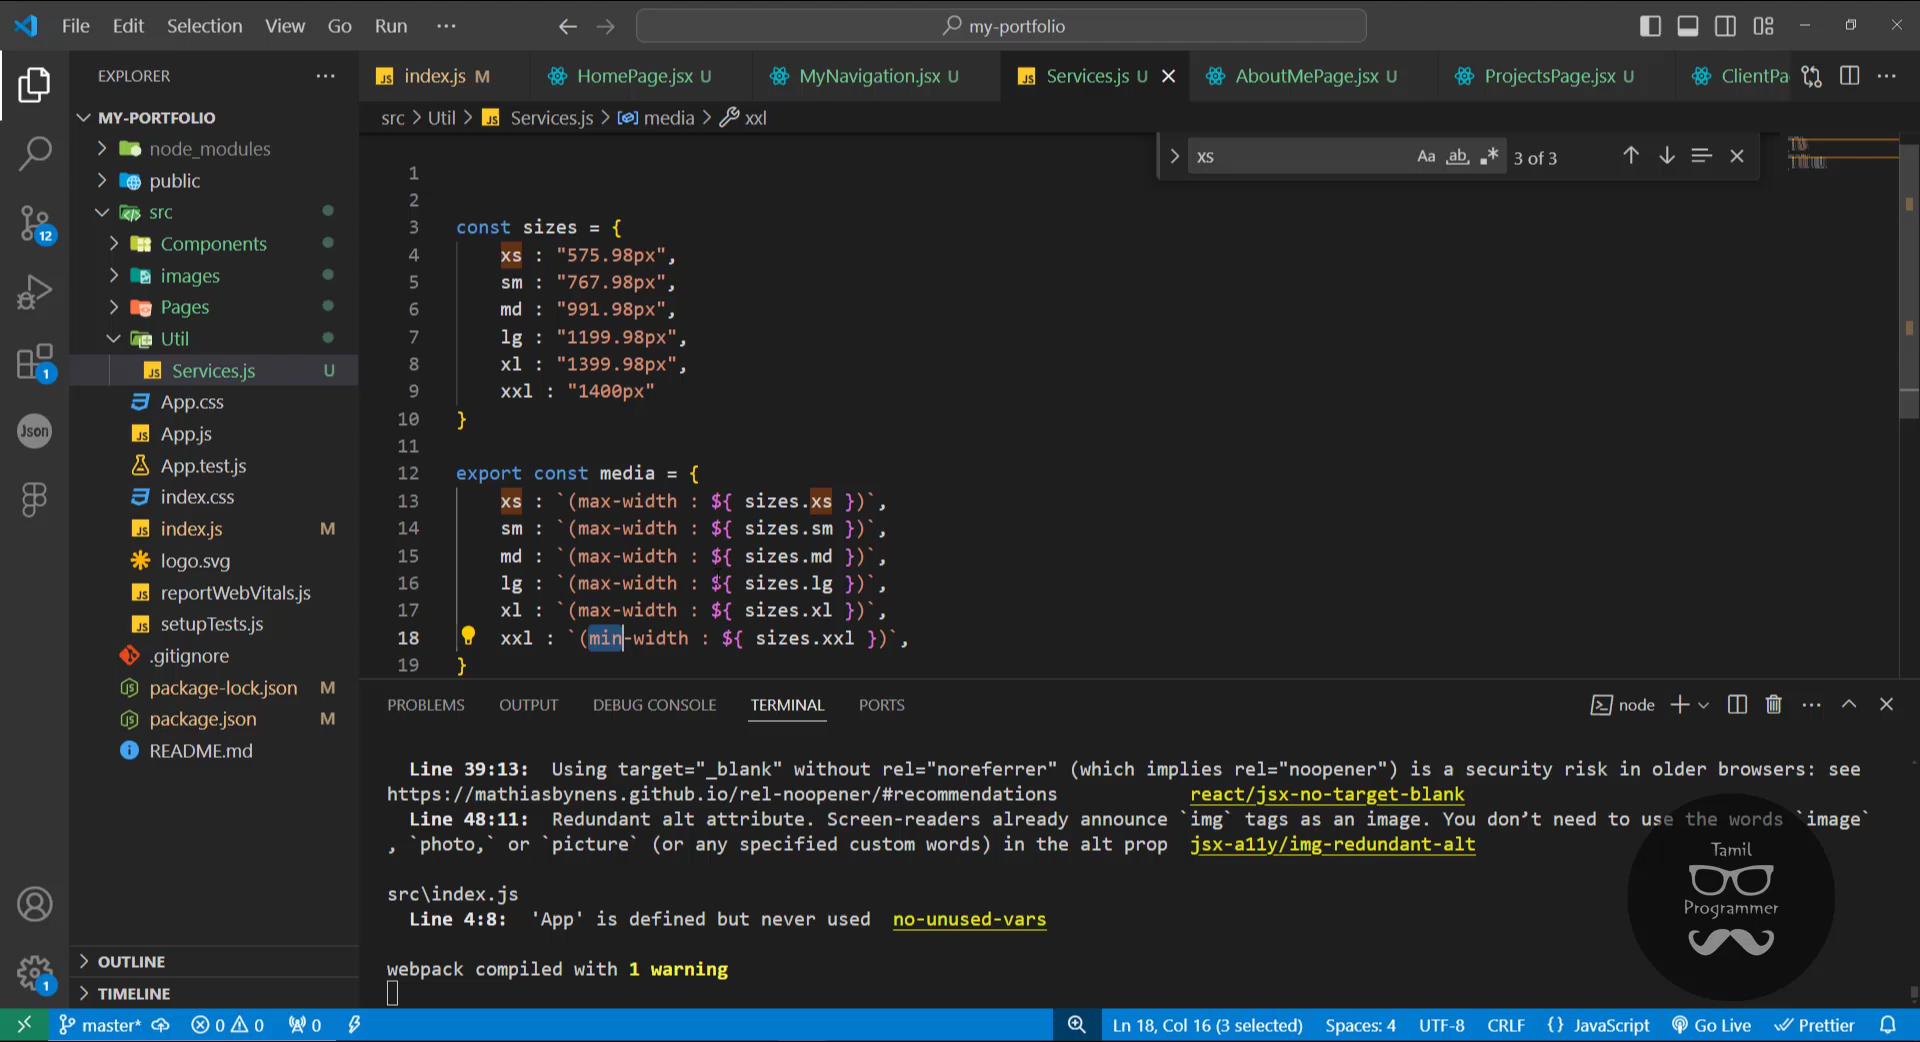 File Edit Selection View Go Run ··· my-portfolio
EXPLORER ···
MY-PORTFOLIO
node_modules
public
src
Components
images
Pages
Util
JS Services.js U
App.css
JS App.js
App.test.js
index.css
JS index.js M
logo.svg
JS reportWebVitals.js
JS setupTests.js
.gitignore
package-lock.json M
package.json M
README.md
OUTLINE
TIMELINE
12
1
Json
1
JS index.js M HomePage.jsx U MyNavigation.jsx U JS Services.js U AboutMePage.jsx U ProjectsPage.jsx U ClientPa
src > Util > JS Services.js > media > xxl
xs Aa ab .* 3 of 3
1
2
3 const sizes = {
4 xs : "575.98px",
5 sm : "767.98px",
6 md : "991.98px",
7 lg : "1199.98px",
8 xl : "1399.98px",
9 xxl : "1400px"
10 }
11
12 export const media = {
13 xs : `(max-width : ${ sizes.xs })`,
14 sm : `(max-width : ${ sizes.sm })`,
15 md : `(max-width : ${ sizes.md })`,
16 lg : `(max-width : ${ sizes.lg })`,
17 xl : `(max-width : ${ sizes.xl })`,
18 xxl : `(min-width : ${ sizes.xxl })`,
19 }
PROBLEMS OUTPUT DEBUG CONSOLE TERMINAL PORTS node
Line 39:13: Using target="_blank" without rel="noreferrer" (which implies rel="noopener") is a security risk in older browsers: see
https://mathiasbynens.github.io/rel-noopener/#recommendations react/jsx-no-target-blank
Line 48:11: Redundant alt attribute. Screen-readers already announce `img` tags as an image. You don’t need to use the words `image`
, `photo,` or `picture` (or any specified custom words) in the alt prop jsx-a11y/img-redundant-alt
src\index.js
Line 4:8: 'App' is defined but never used no-unused-vars
webpack compiled with 1 warning
Tamil
Programmer
master* 0 0 0 Ln 18, Col 16 (3 selected) Spaces: 4 UTF-8 CRLF {} JavaScript Go Live Prettier